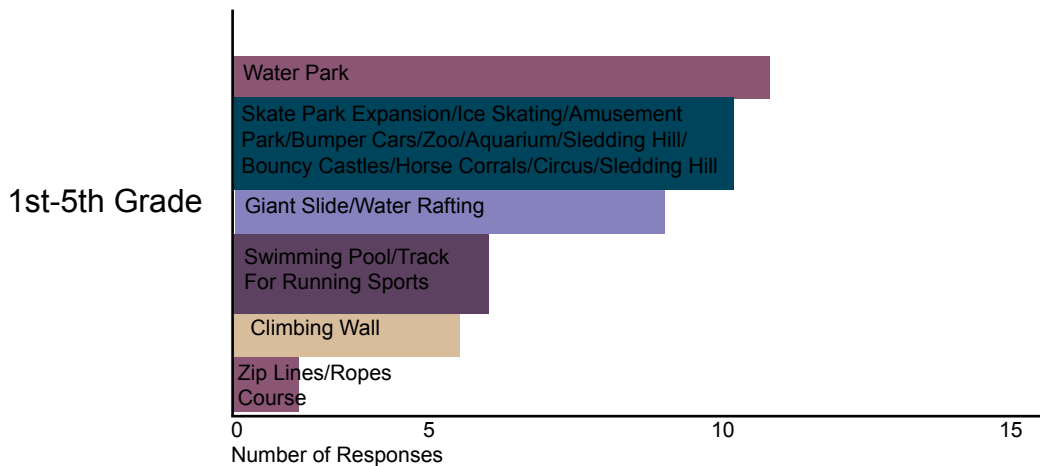 Water Park
Skate Park Expansion/Ice Skating/Amusement
Park/Bumper Cars/Zoo/Aquarium/Sledding Hill/
Bouncy Castles/Horse Corrals/Circus/Sledding Hill
1st-5th Grade
Giant Slide/Water Rafting
Swimming Pool/Track
For Running Sports
Climbing Wall
Zip Lines/Ropes
Course
0 5 10 15
Number of Responses